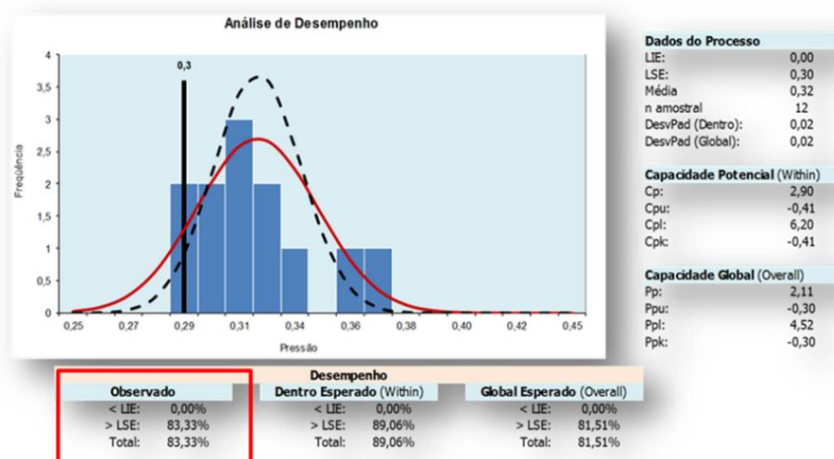 Análise de Desempenho
0,3
Freqüência
4
3,5
3
2,5
2
1,5
1
0,5
0
0,25 0,27 0,29 0,31 0,34 0,36 0,38 0,40 0,42 0,45
Pressão
Dados do Processo
LIE: 0,00
LSE: 0,30
Média 0,32
n amostral 12
DesvPad (Dentro): 0,02
DesvPad (Global): 0,02
Capacidade Potencial (Within)
Cp: 2,90
Cpu: -0,41
Cpl: 6,20
Cpk: -0,41
Capacidade Global (Overall)
Pp: 2,11
Ppu: -0,30
Ppl: 4,52
Ppk: -0,30
Desempenho
Observado Dentro Esperado (Within) Global Esperado (Overall)
< LIE: 0,00% < LIE: 0,00% < LIE: 0,00%
> LSE: 83,33% > LSE: 89,06% > LSE: 81,51%
Total: 83,33% Total: 89,06% Total: 81,51%